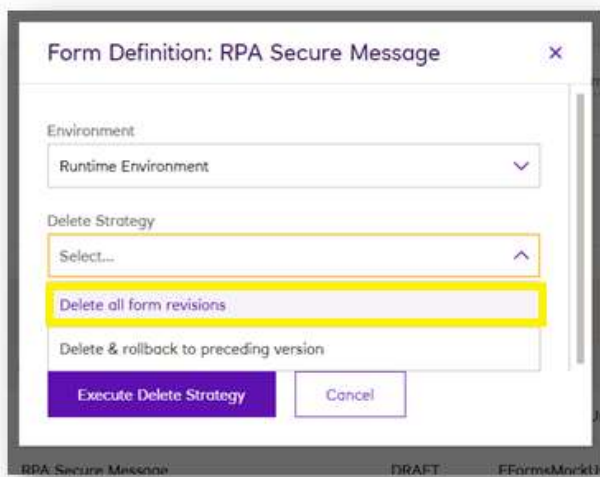 Form Definition: RPA Secure Message
Environment
Runtime Environment
Delete Strategy
Select...
Delete all form revisions
Delete & rollback to preceding version
Execute Delete Strategy
Cancel
RPA Secure Message DRAFT